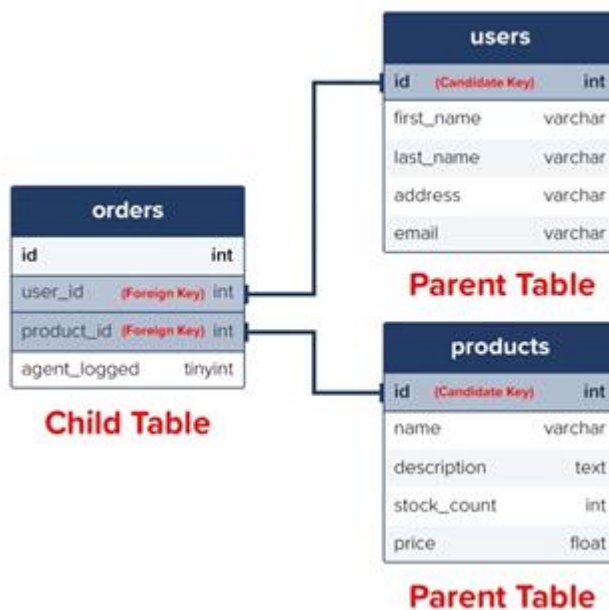 users
id (Candidate Key) int
first_name varchar
last_name varchar
address varchar
email varchar
Parent Table
orders
id int
user_id (Foreign Key) int
product_id (Foreign Key) int
agent_logged tinyint
Child Table
products
id (Candidate Key) int
name varchar
description text
stock_count int
price float
Parent Table